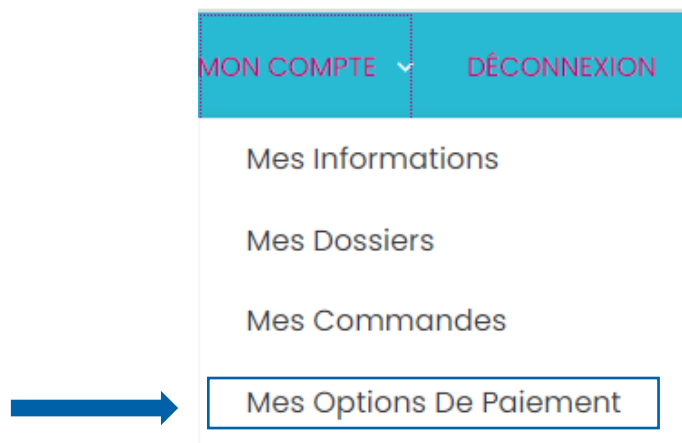 MON COMPTE DÉCONNEXION
Mes Informations
Mes Dossiers
Mes Commandes
Mes Options De Paiement